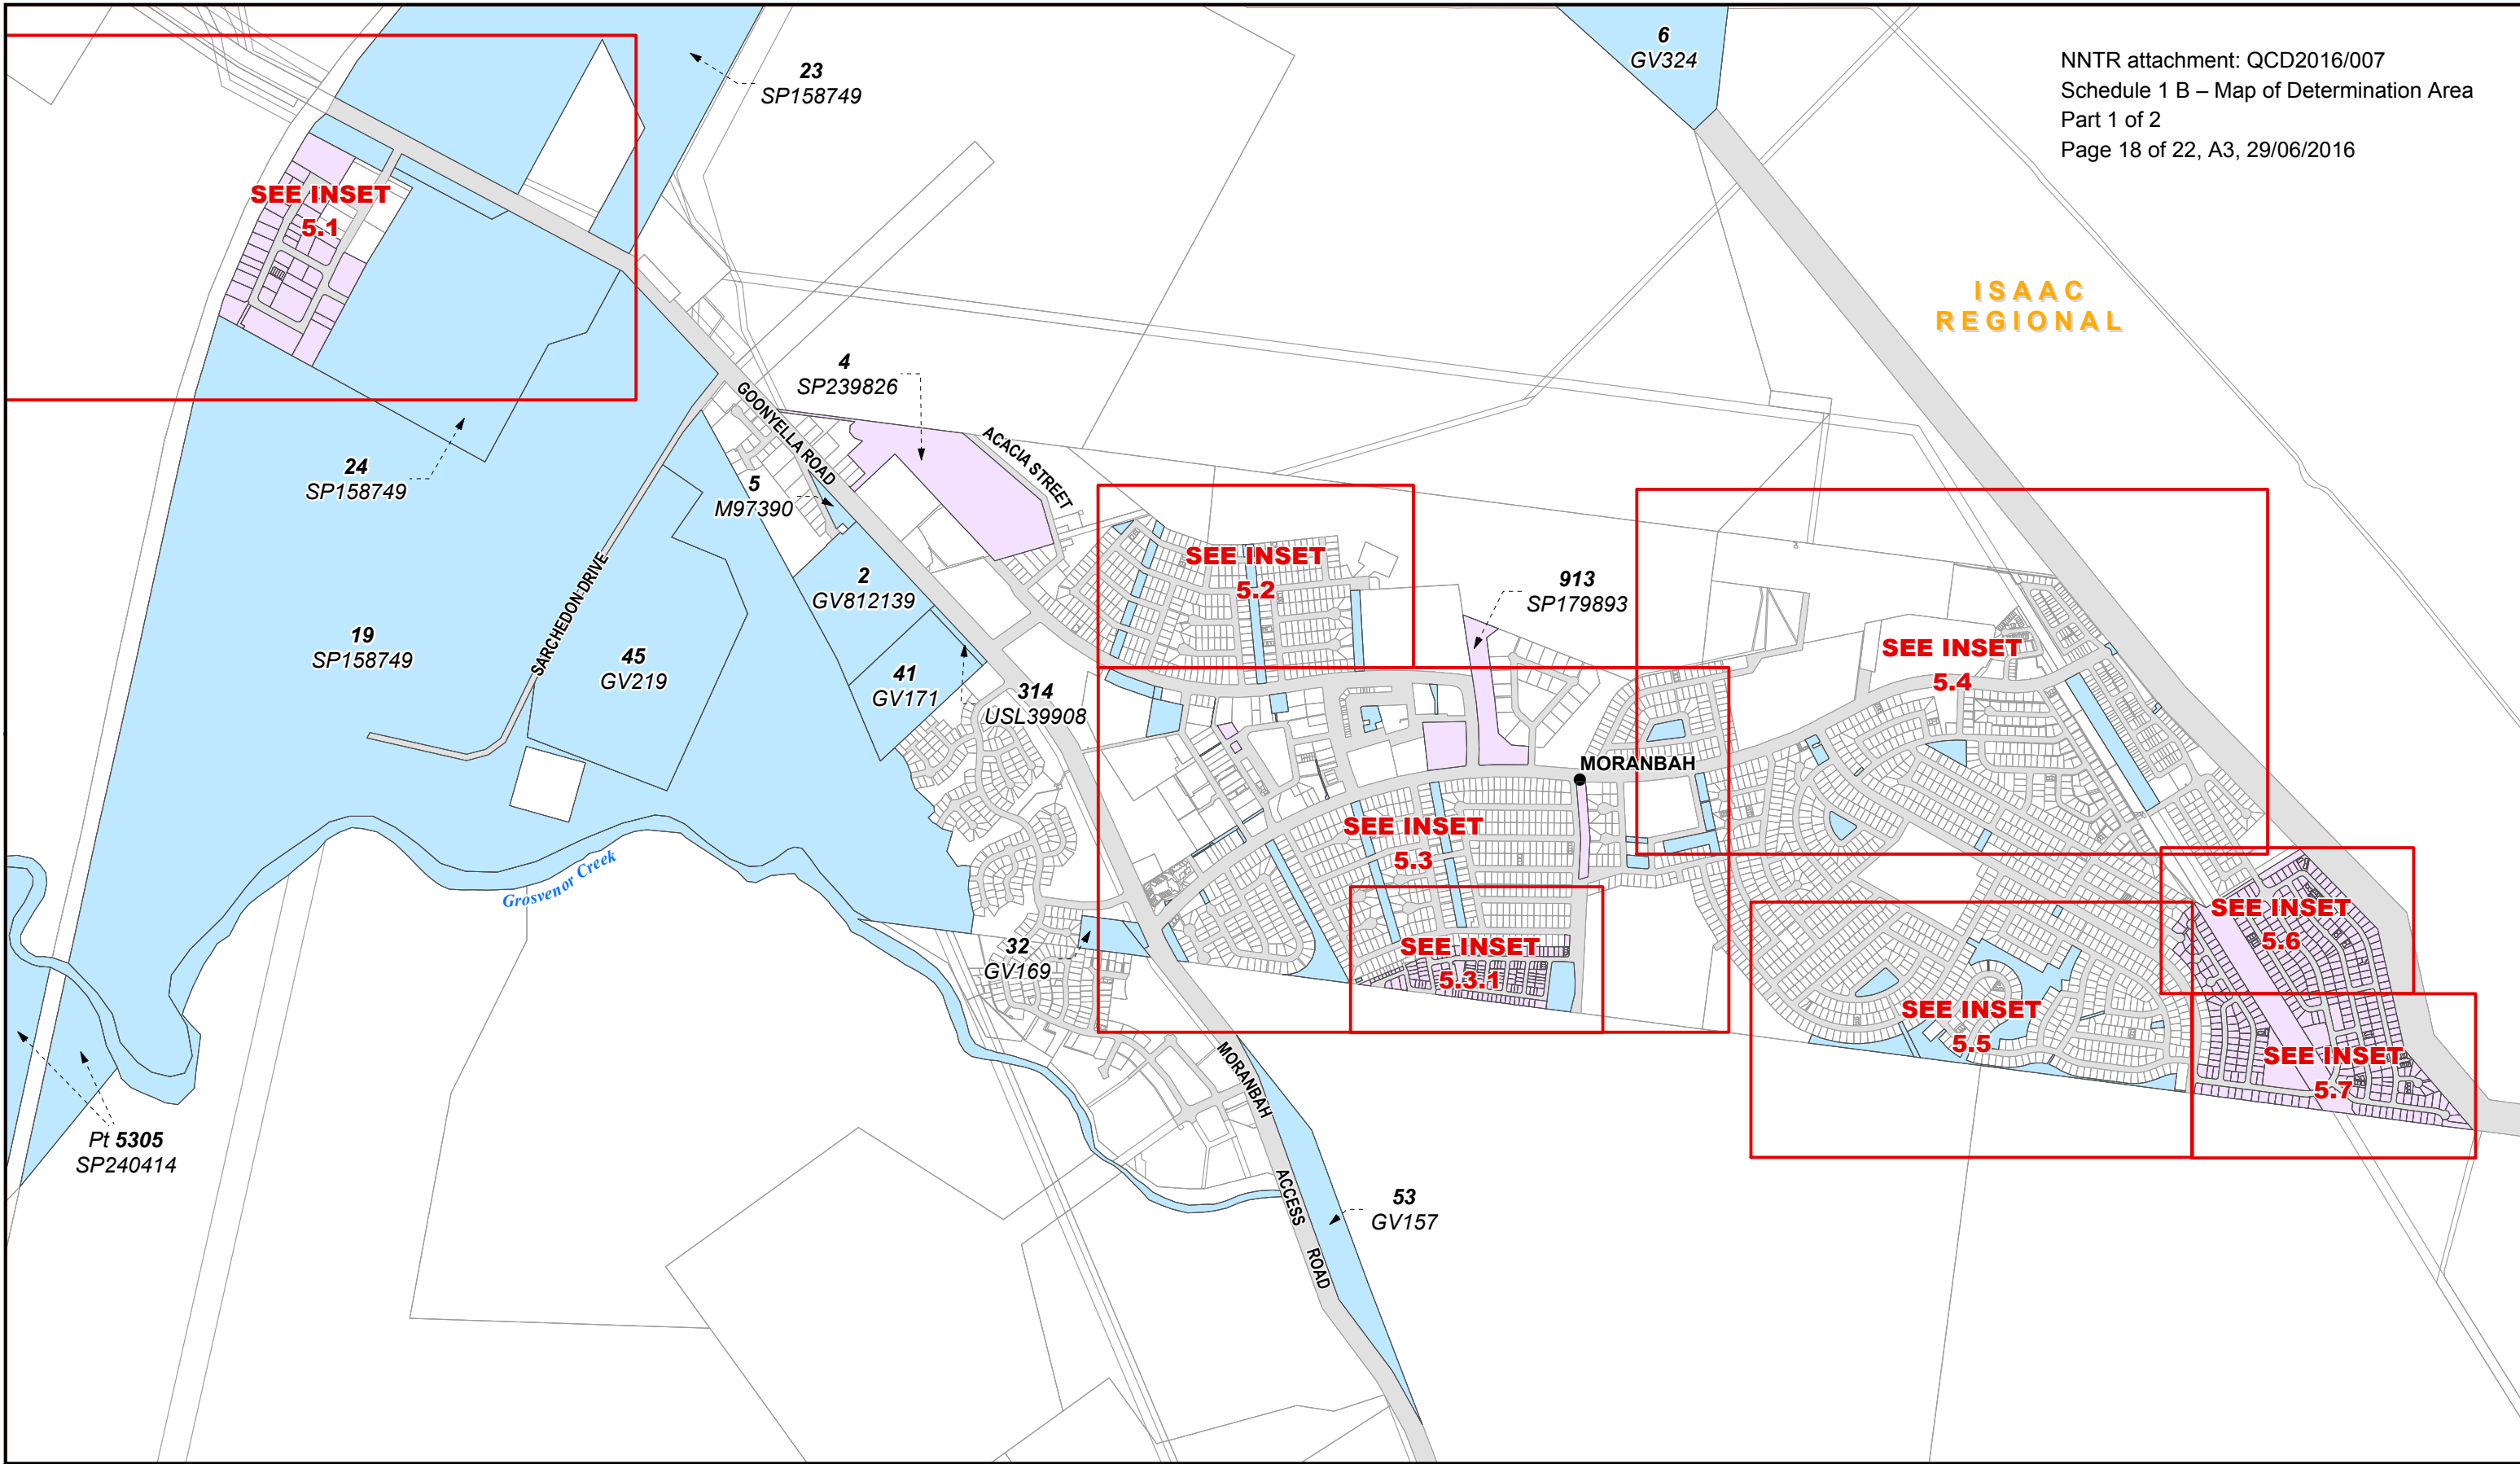 NNTR attachment: QCD2016/007
Schedule 1 B – Map of Determination Area
Part 1 of 2
Page 18 of 22, A3, 29/06/2016
6
GV324
23
SP158749
SEE INSET
5.1
ISAAC
REGIONAL
4
SP239826
GOONYELLA ROAD
ACACIA STREET
24
SP158749
5
M97390
SARCHEDON DRIVE
SEE INSET
5.2
2
GV812139
913
SP179893
19
SP158749
45
GV219
41
GV171
314
USL39908
SEE INSET
5.4
MORANBAH
SEE INSET
5.3
Grosvenor Creek
SEE INSET
5.6
32
GV169
SEE INSET
5.3.1
SEE INSET
5.5
SEE INSET
5.7
MORANBAH
ACCESS
ROAD
Pt 5305
SP240414
53
GV157